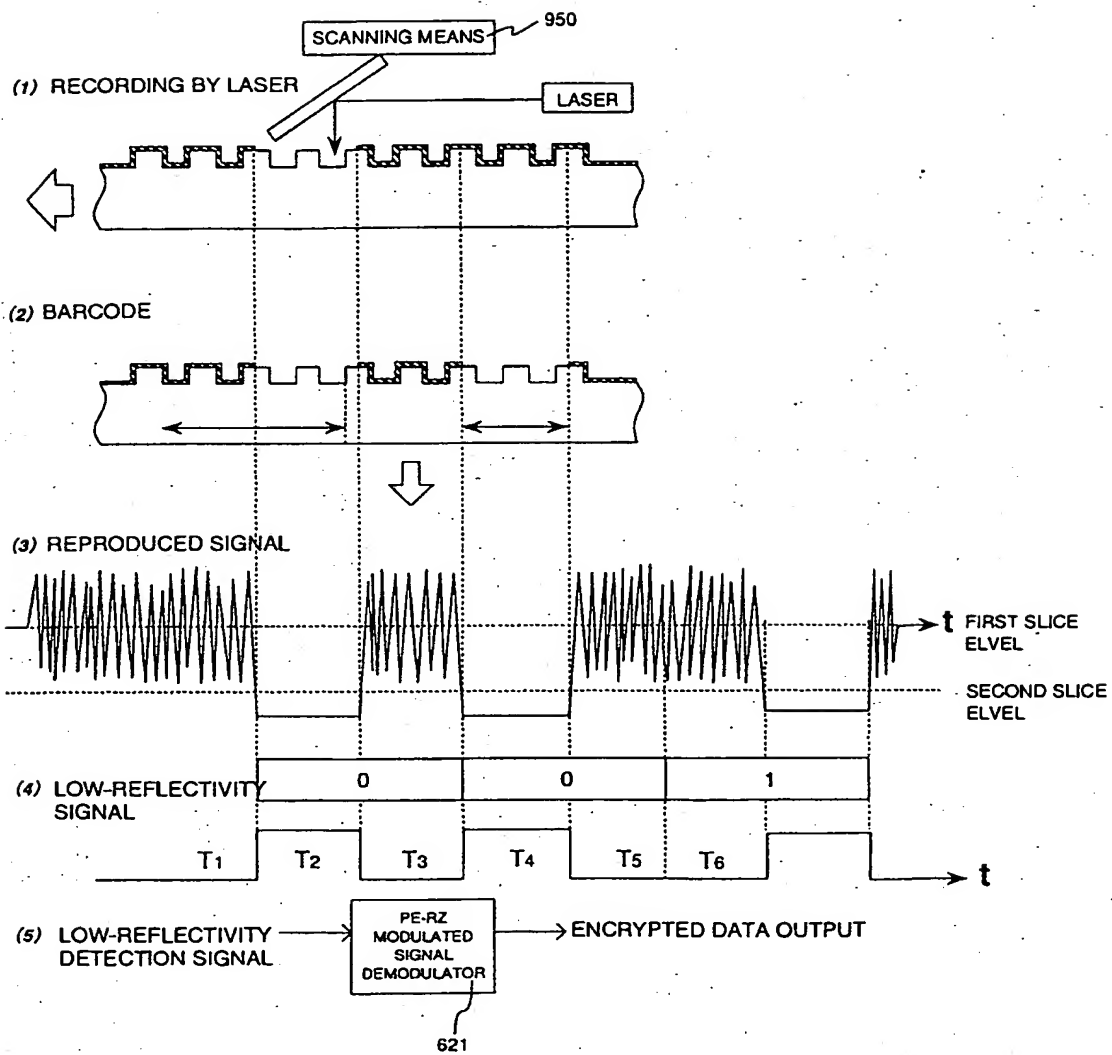 950
SCANNING MEANS
(1) RECORDING BY LASER
LASER
(2) BARCODE
(3) REPRODUCED SIGNAL
t
FIRST SLICE
ELVEL
SECOND SLICE
ELVEL
(4) LOW-REFLECTIVITY
SIGNAL
0
0
1
T1
T2
T3
T4
T5
T6
t
(5) LOW-REFLECTIVITY
DETECTION SIGNAL
PE-RZ
MODULATED
SIGNAL
DEMODULATOR
ENCRYPTED DATA OUTPUT
621